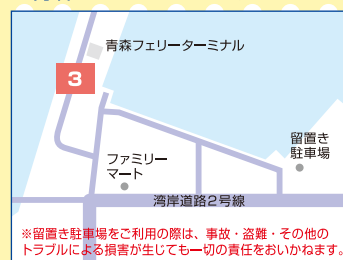 青森フェリーターミナル
3
留置き
駐車場
ファミリー
マート
湾岸道路2号線
※留置き駐車場をご利用の際は、事故・盗難・その他の
トラブルによる損害が生じても一切の責任をおいかねます。